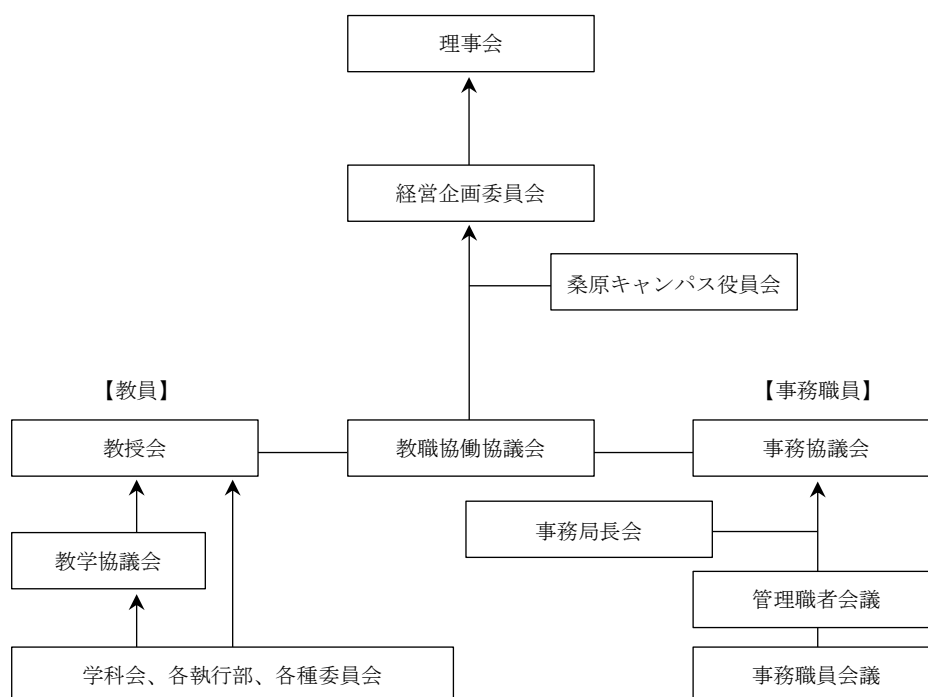 理事会
経営企画委員会
桑原キャンパス役員会
【教員】
【事務職員】
教授会
教職協働協議会
事務協議会
事務局長会
教学協議会
管理職者会議
学科会、各執行部、各種委員会
事務職員会議